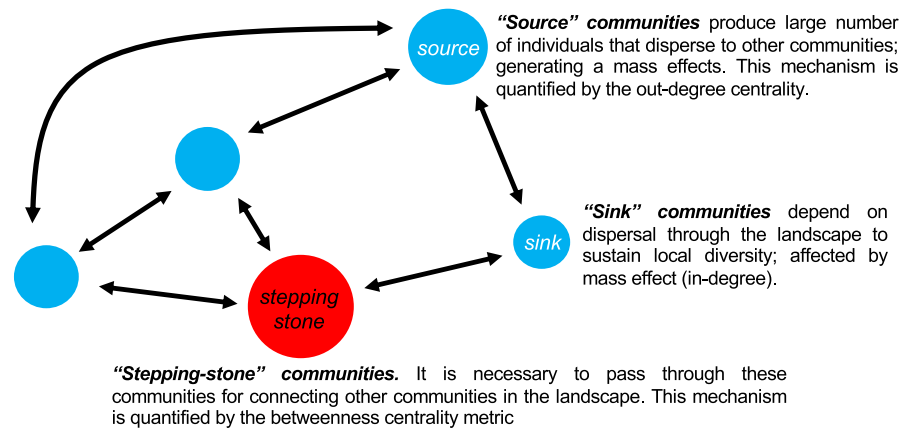 source
“Source” communities produce large number
of individuals that disperse to other communities;
generating a mass effects. This mechanism is
quantified by the out-degree centrality.
sink
“Sink” communities depend on
dispersal through the landscape to
sustain local diversity; affected by
mass effect (in-degree).
stepping
stone
“Stepping-stone” communities. It is necessary to pass through these
communities for connecting other communities in the landscape. This mechanism
is quantified by the betweenness centrality metric